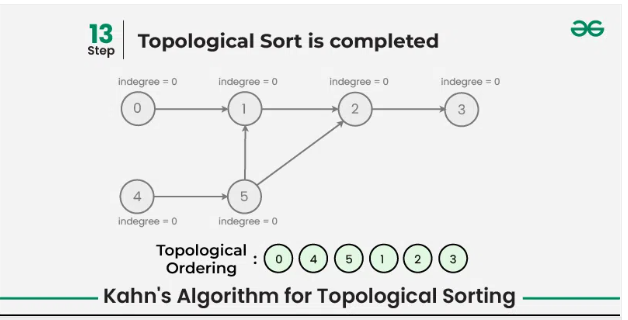 13
Step
Topological Sort is completed
indegree = 0 indegree = 0 indegree = 0 indegree = 0
0 1 2 3
4 5
indegree = 0 indegree = 0
Topological
Ordering : 0 4 5 1 2 3
Kahn's Algorithm for Topological Sorting